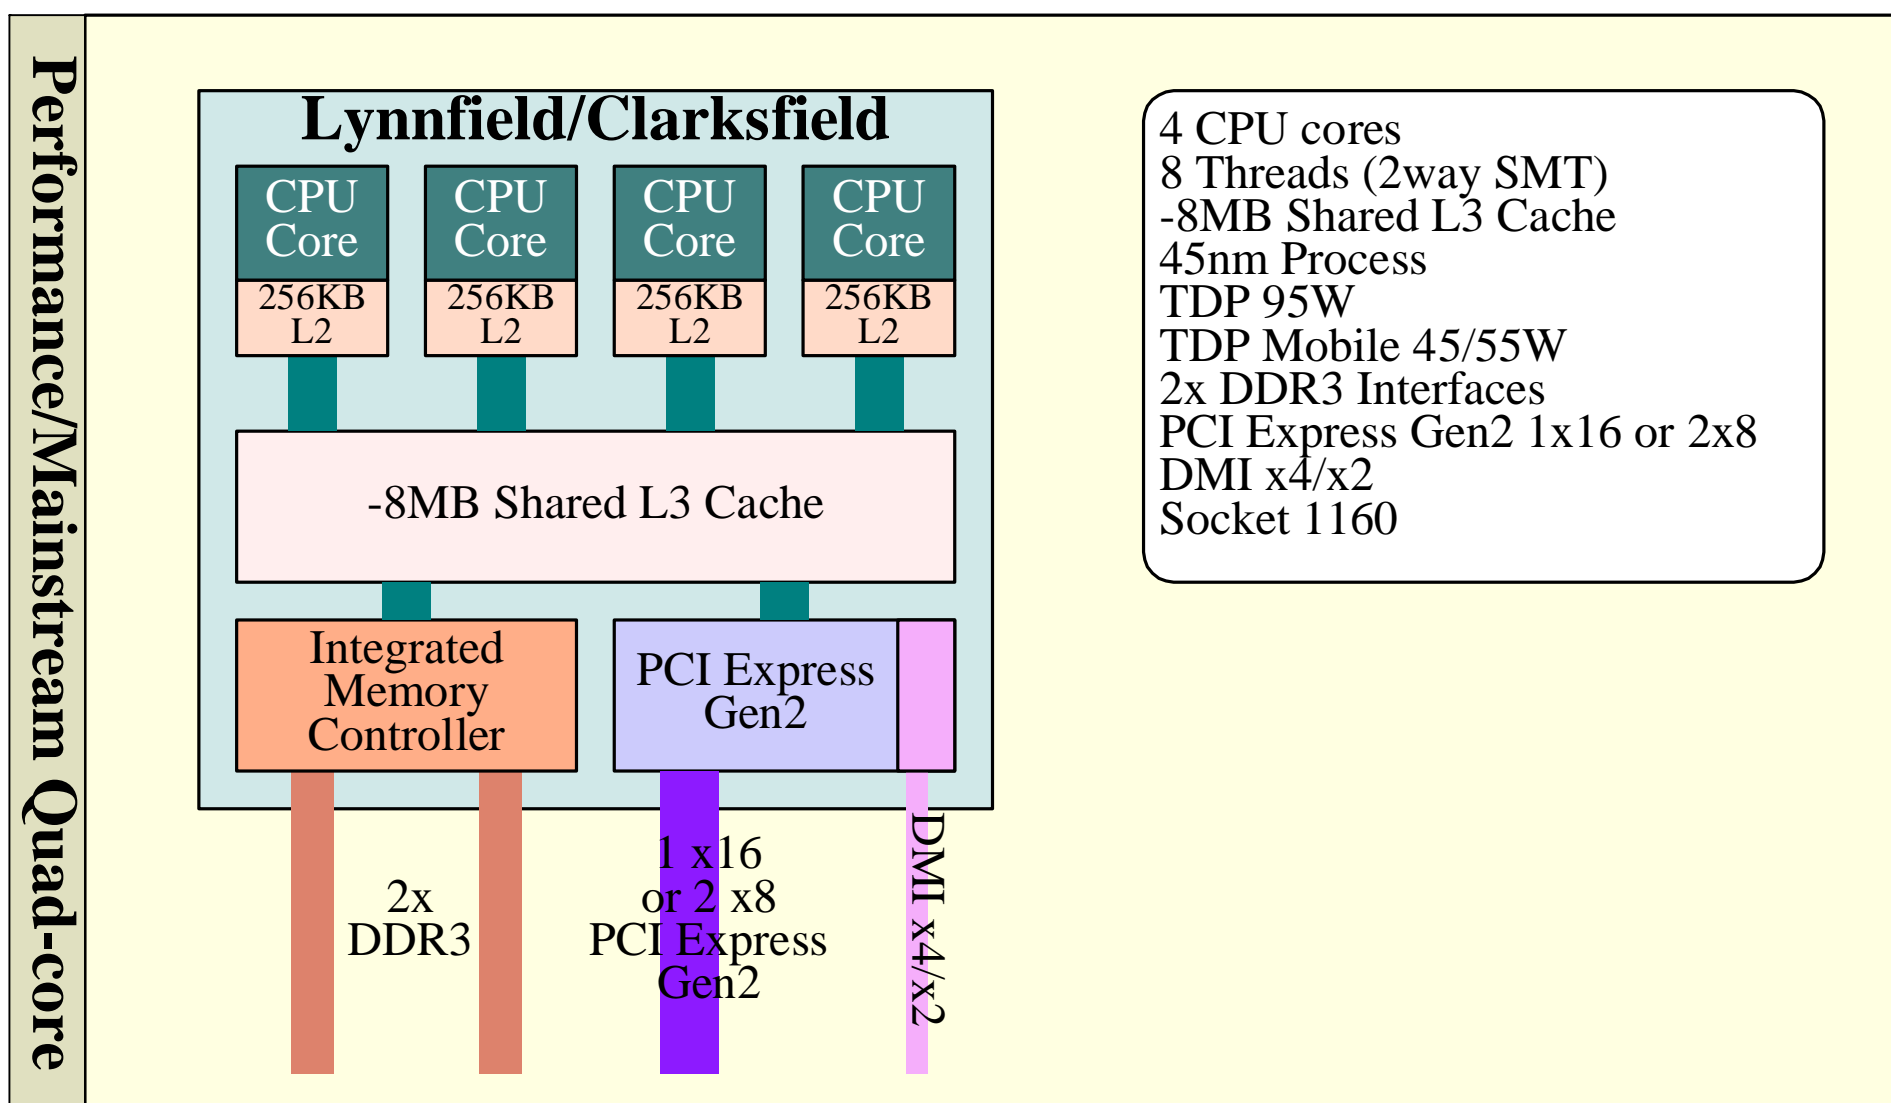 Performance/Mainstream Quad-core
Lynnfield/Clarksfield
CPU
Core
256KB
L2
CPU
Core
256KB
L2
CPU
Core
256KB
L2
CPU
Core
256KB
L2
-8MB Shared L3 Cache
Integrated
Memory
Controller
PCI Express
Gen2
2x
DDR3
1 x16
or 2 x8
PCI Express
Gen2
DMI x4/x2
4 CPU cores
8 Threads (2way SMT)
-8MB Shared L3 Cache
45nm Process
TDP 95W
TDP Mobile 45/55W
2x DDR3 Interfaces
PCI Express Gen2 1x16 or 2x8
DMI x4/x2
Socket 1160